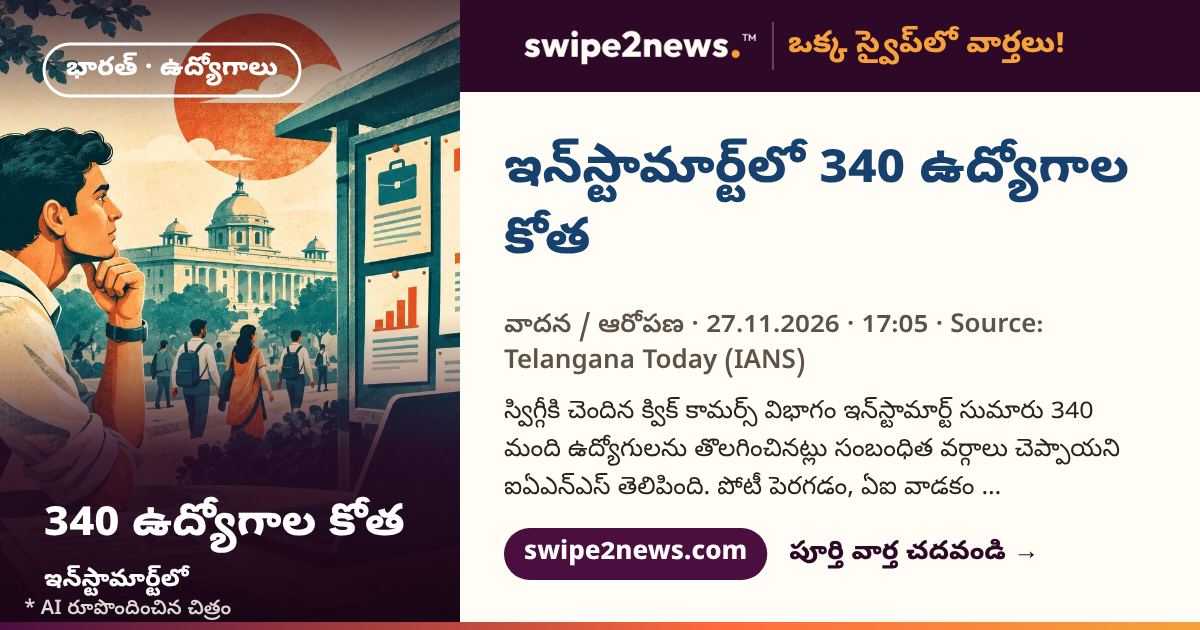 భారత్ · ఉద్యోగాలు
340 ఉద్యోగాల కోత
ఇన్‌స్టామార్ట్‌లో
* AI రూపొందించిన చిత్రం
swipe2news.™ ఒక్క స్వైప్‌లో వార్తలు!
ఇన్‌స్టామార్ట్‌లో 340 ఉద్యోగాల
కోత
వాదన / ఆరోపణ · 27.11.2026 · 17:05 · Source:
Telangana Today (IANS)
స్విగ్గీకి చెందిన క్విక్ కామర్స్ విభాగం ఇన్‌స్టామార్ట్ సుమారు 340
మంది ఉద్యోగులను తొలగించినట్లు సంబంధిత వర్గాలు చెప్పాయని
ఐఏఎన్ఎస్ తెలిపింది. పోటీ పెరగడం, ఏఐ వాడకం ...
swipe2news.com పూర్తి వార్త చదవండి →